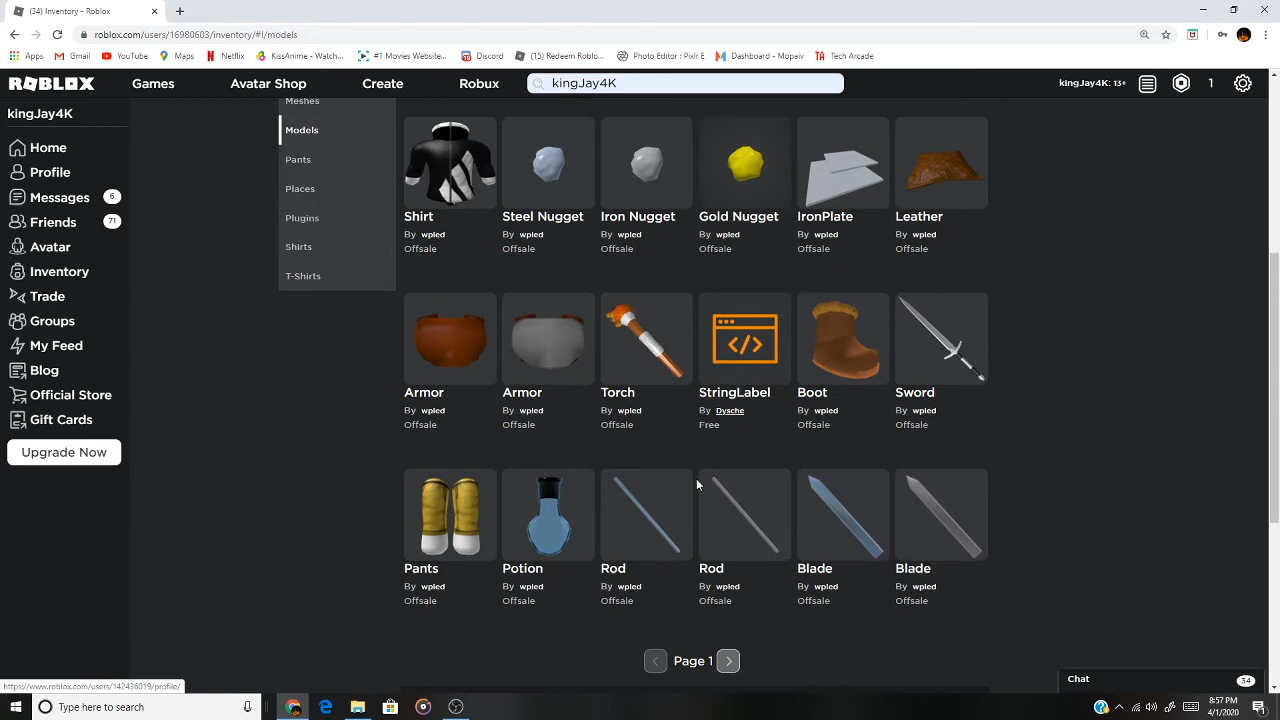 (34) Inventory - Roblox
roblox.com/users/16980603/inventory/#!/models
Apps
Gmail
YouTube
Maps
Netflix
KissAnime - Watch...
#1 Movies Website...
Discord
(15) Redeem Roblo...
Photo Editor : Pixlr E
Dashboard - Mopaiv
TA Tech Arcade
ROBLOX
Games
Avatar Shop
Create
Robux
kingJay4K
kingJay4K: 13+
1
kingJay4K
Home
Profile
Messages 6
Friends 71
Avatar
Inventory
Trade
Groups
My Feed
Blog
Official Store
Gift Cards
Upgrade Now
Meshes
Models
Pants
Places
Plugins
Shirts
T-Shirts
Shirt
By wpled
Offsale
Steel Nugget
By wpled
Offsale
Iron Nugget
By wpled
Offsale
Gold Nugget
By wpled
Offsale
IronPlate
By wpled
Offsale
Leather
By wpled
Offsale
Armor
By wpled
Offsale
Armor
By wpled
Offsale
Torch
By wpled
Offsale
StringLabel
By Dysche
Free
Boot
By wpled
Offsale
Sword
By wpled
Offsale
Pants
By wpled
Offsale
Potion
By wpled
Offsale
Rod
By wpled
Offsale
Rod
By wpled
Offsale
Blade
By wpled
Offsale
Blade
By wpled
Offsale
Page 1
Chat
34
https://www.roblox.com/users/142436019/profile/
Type here to search
8:57 PM
4/1/2020